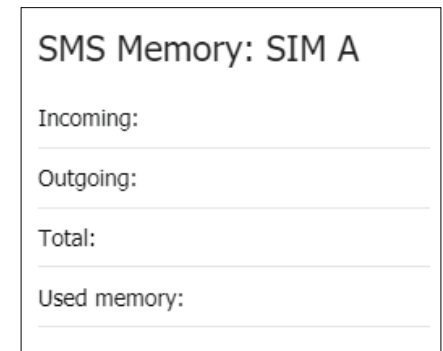 SMS Memory: SIM A
Incoming:
Outgoing:
Total:
Used memory: